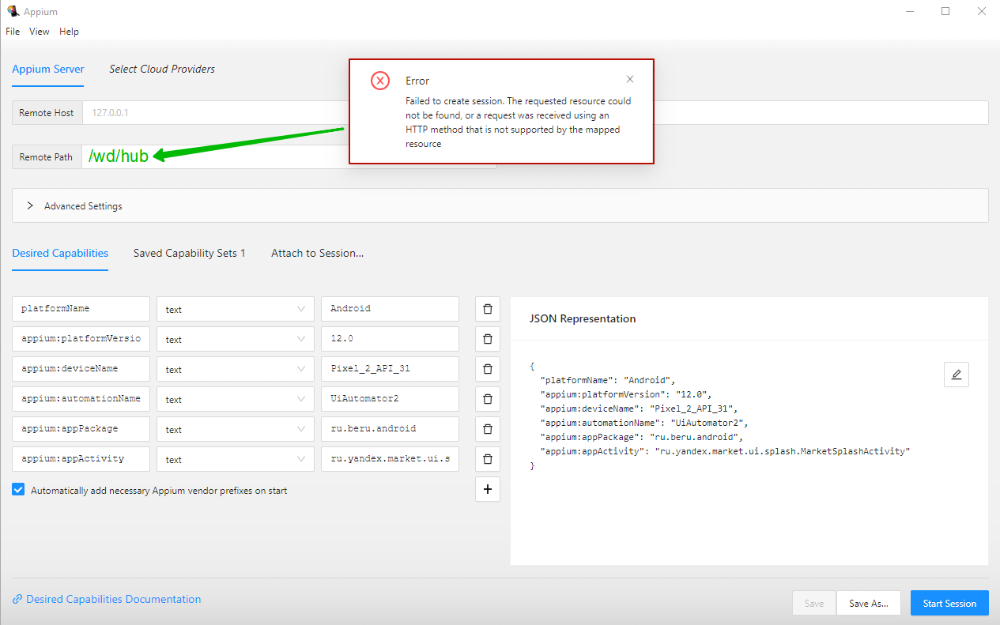 Appium
File View Help
Appium Server Select Cloud Providers
Error
Failed to create session. The requested resource could
not be found, or a request was received using an
HTTP method that is not supported by the mapped
resource
Remote Host 127.0.0.1
Remote Path /wd/hub
Advanced Settings
Desired Capabilities Saved Capability Sets 1 Attach to Session...
platformName text Android
appium:platformVersio text 12.0
appium:deviceName text Pixel_2_API_31
appium:automationName text UiAutomator2
appium:appPackage text ru.beru.android
appium:appActivity text ru.yandex.market.ui.s
Automatically add necessary Appium vendor prefixes on start
JSON Representation
{
"platformName": "Android",
"appium:platformVersion": "12.0",
"appium:deviceName": "Pixel_2_API_31",
"appium:automationName": "UiAutomator2",
"appium:appPackage": "ru.beru.android",
"appium:appActivity": "ru.yandex.market.ui.splash.MarketSplashActivity"
}
Desired Capabilities Documentation
Save Save As... Start Session